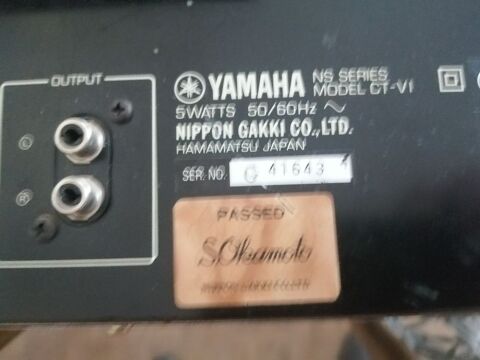 OUTPUT
L
R
YAMAHA NS SERIES
MODEL CT-V1
5WATTS 50/60Hz ~
NIPPON GAKKI CO., LTD.
HAMAMATSU JAPAN
SER. NO. 41643
PASSED
S.Okamoto